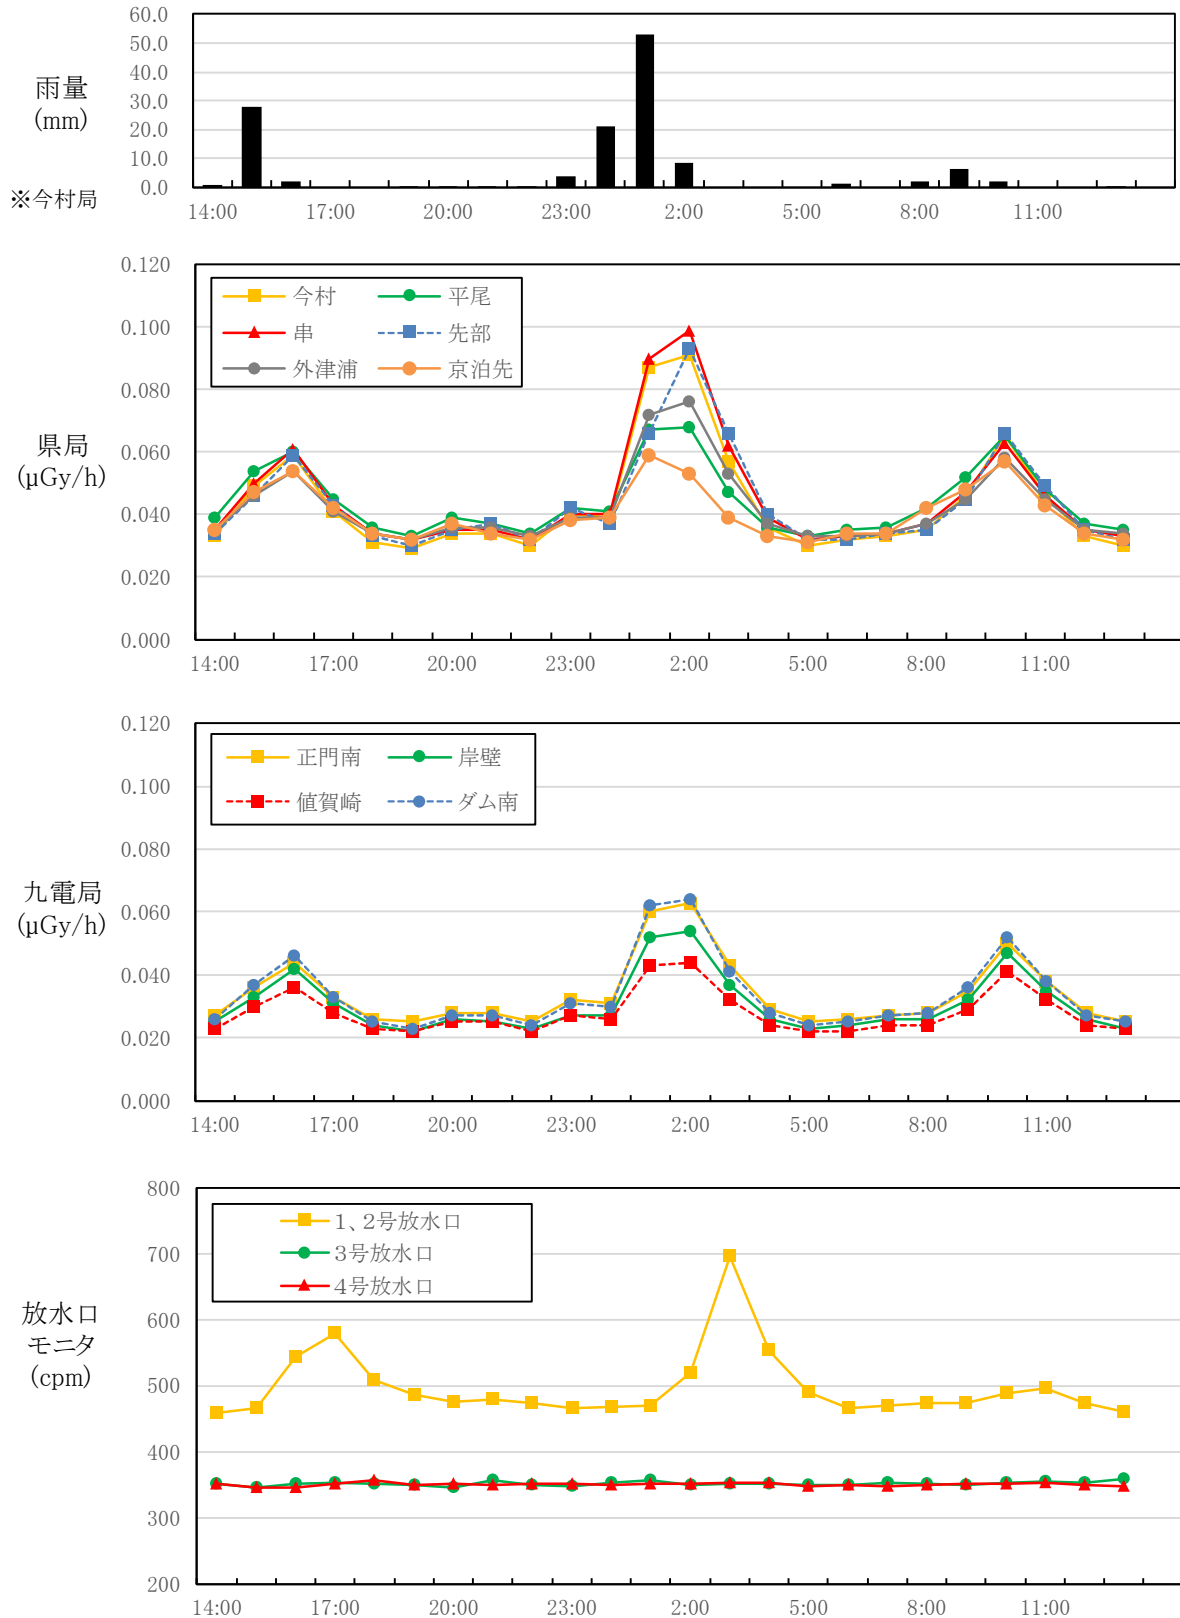 60.0
50.0
40.0
30.0
20.0
10.0
0.0
雨量
(mm)
※今村局
14:00 17:00 20:00 23:00 2:00 5:00 8:00 11:00
0.120
0.100
0.080
0.060
0.040
0.020
0.000
県局
(μGy/h)
今村 平尾
串 先部
外津浦 京泊先
14:00 17:00 20:00 23:00 2:00 5:00 8:00 11:00
0.120
0.100
0.080
0.060
0.040
0.020
0.000
九電局
(μGy/h)
正門南 岸壁
値賀崎 ダム南
14:00 17:00 20:00 23:00 2:00 5:00 8:00 11:00
800
700
600
500
400
300
200
放水口
モニタ
(cpm)
1、2号放水口
3号放水口
4号放水口
14:00 17:00 20:00 23:00 2:00 5:00 8:00 11:00